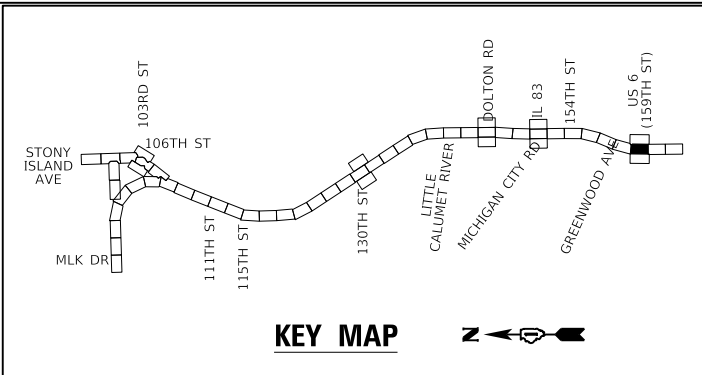 103RD ST
106TH ST
STONY
ISLAND
AVE
MLK DR
111TH ST
115TH ST
130TH ST
LITTLE
CALUMET RIVER
DOLTON RD
MICHIGAN CITY RD
IL 83
154TH ST
GREENWOOD AVE
US 6
(159TH ST)
KEY MAP
N